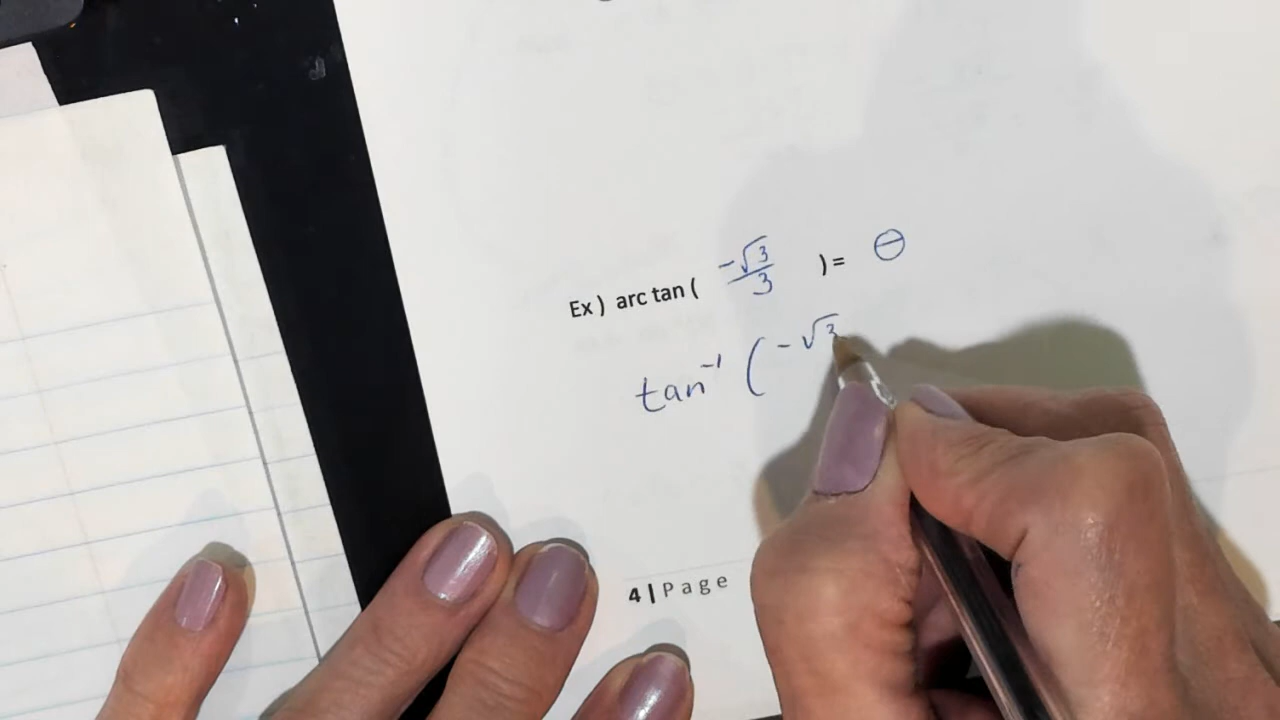 Ex ) arc tan ( -√3/3 ) = θ
tan⁻¹ ( -√3
4 | Page